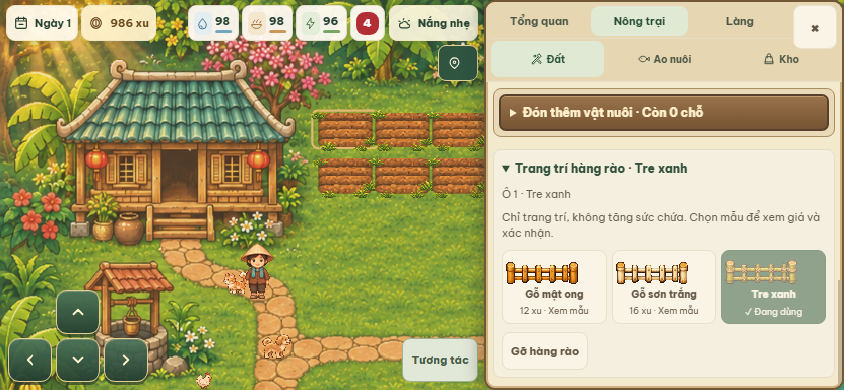 Ngày 1
986 xu
98
98
96
4
Nắng nhẹ
Tổng quan
Nông trại
Làng
Đất
Ao nuôi
Kho
Đón thêm vật nuôi · Còn 0 chỗ
Trang trí hàng rào · Tre xanh
Ô 1 · Tre xanh
Chỉ trang trí, không tăng sức chứa. Chọn mẫu để xem giá và
xác nhận.
Gỗ mật ong
12 xu · Xem mẫu
Gỗ sơn trắng
16 xu · Xem mẫu
Tre xanh
✓ Đang dùng
Gỡ hàng rào
Tương tác